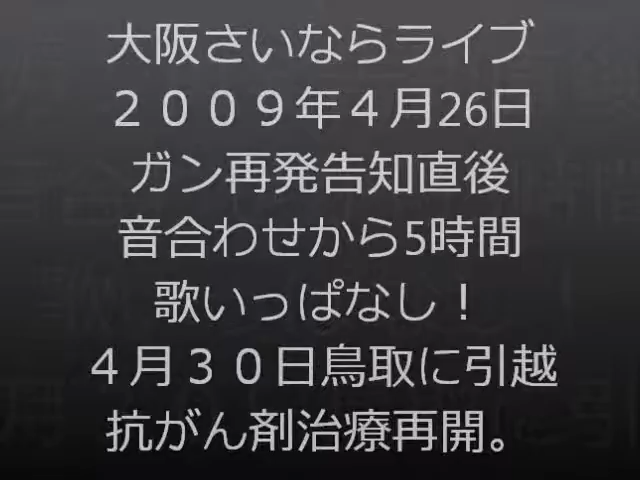 大阪さいならライブ
２００９年４月26日
ガン再発告知直後
音合わせから5時間
歌いっぱなし！
４月３０日鳥取に引越
抗がん剤治療再開。